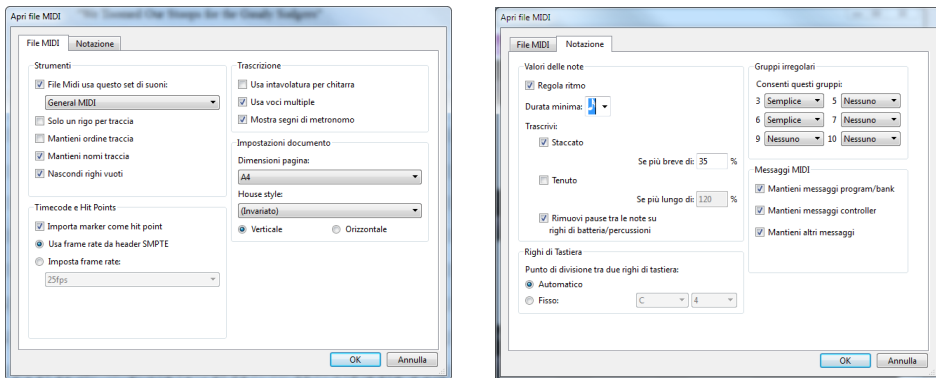 "We Toward Our Stoops for the Gnarly Rodgers"
Apri file MIDI
File MIDI
Notazione
Strumenti
File Midi usa questo set di suoni:
General MIDI
Solo un rigo per traccia
Mantieni ordine traccia
Mantieni nomi traccia
Nascondi righi vuoti
Timecode e Hit Points
Importa marker come hit point
Usa frame rate da header SMPTE
Imposta frame rate:
25fps
Trascrizione
Usa intavolatura per chitarra
Usa voci multiple
Mostra segni di metronomo
Impostazioni documento
Dimensioni pagina:
A4
House style:
(Invariato)
Verticale
Orizzontale
OK
Annulla
Apri file MIDI
File MIDI
Notazione
Valori delle note
Regola ritmo
Durata minima:
Trascrivi:
Staccato
Se più breve di: 35 %
Tenuto
Se più lungo di: 120 %
Rimuovi pause tra le note su
righi di batteria/percussioni
Righi di Tastiera
Punto di divisione tra due righi di tastiera:
Automatico
Fisso: C 4
Gruppi irregolari
Consenti questi gruppi:
3 Semplice 5 Nessuno
6 Semplice 7 Nessuno
9 Nessuno 10 Nessuno
Messaggi MIDI
Mantieni messaggi program/bank
Mantieni messaggi controller
Mantieni altri messaggi
OK
Annulla